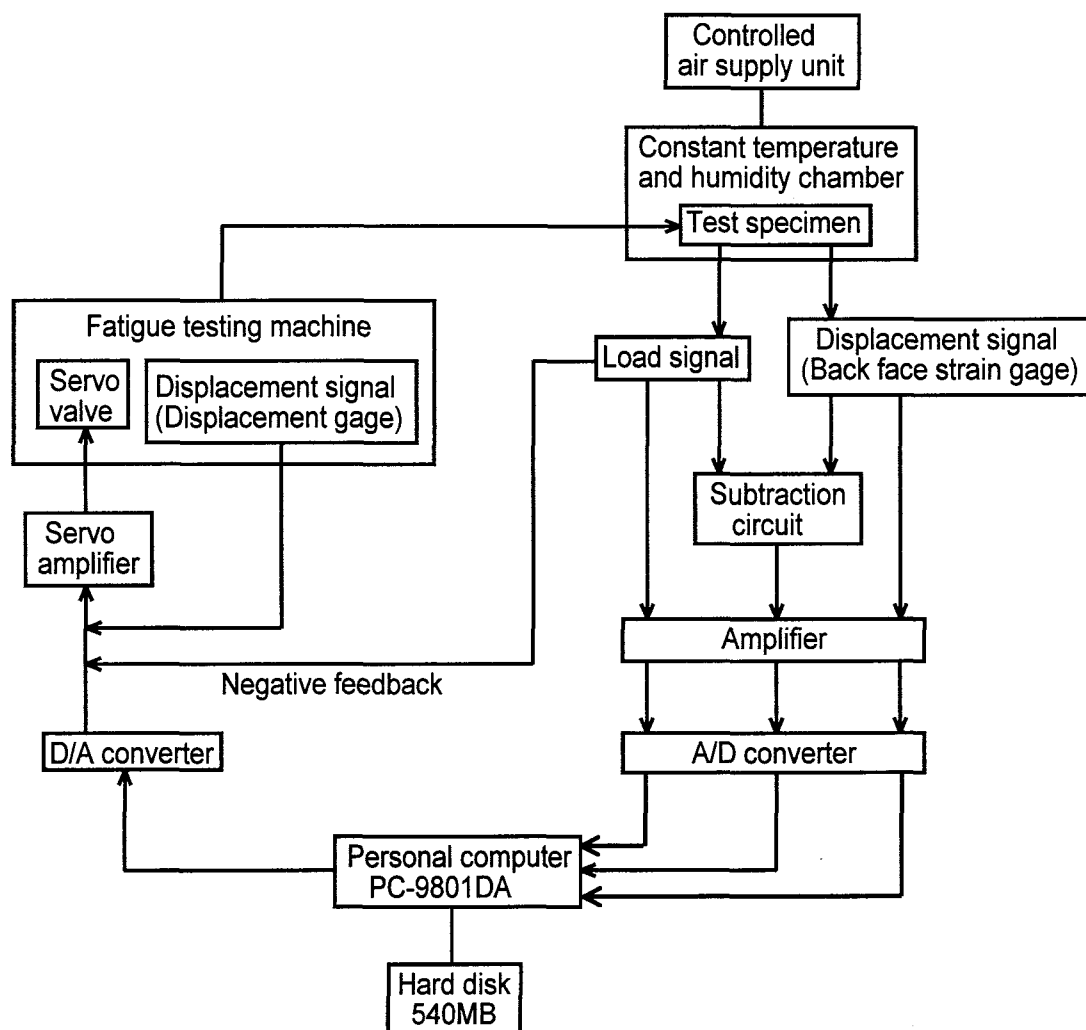 Controlled
air supply unit
Constant temperature
and humidity chamber
Test specimen
Fatigue testing machine
Servo
valve
Displacement signal
(Displacement gage)
Load signal
Displacement signal
(Back face strain gage)
Subtraction
circuit
Servo
amplifier
Amplifier
Negative feedback
D/A converter
A/D converter
Personal computer
PC-9801DA
Hard disk
540MB